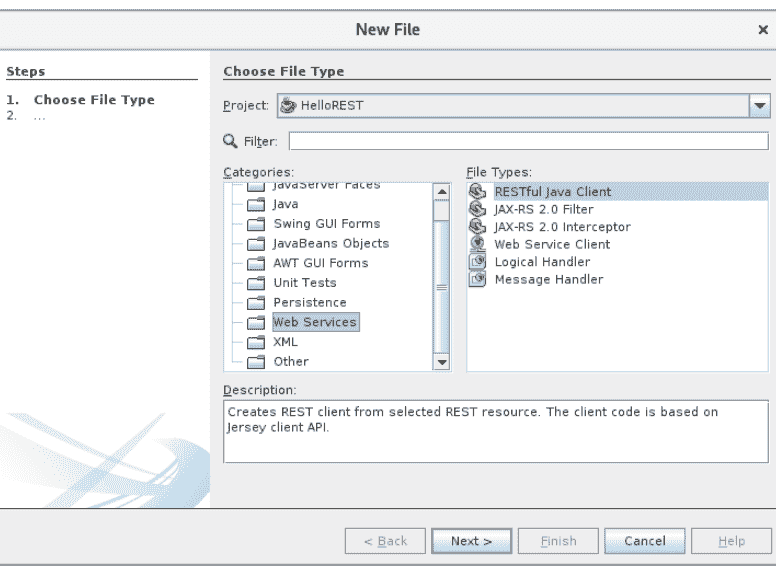 New File
×
Steps
1. Choose File Type
2. ...
Choose File Type
Project: HelloREST
Filter:
Categories:
JavaServer Faces
Java
Swing GUI Forms
JavaBeans Objects
AWT GUI Forms
Unit Tests
Persistence
Web Services
XML
Other
File Types:
RESTful Java Client
JAX-RS 2.0 Filter
JAX-RS 2.0 Interceptor
Web Service Client
Logical Handler
Message Handler
Description:
Creates REST client from selected REST resource. The client code is based on
Jersey client API.
< Back
Next >
Finish
Cancel
Help